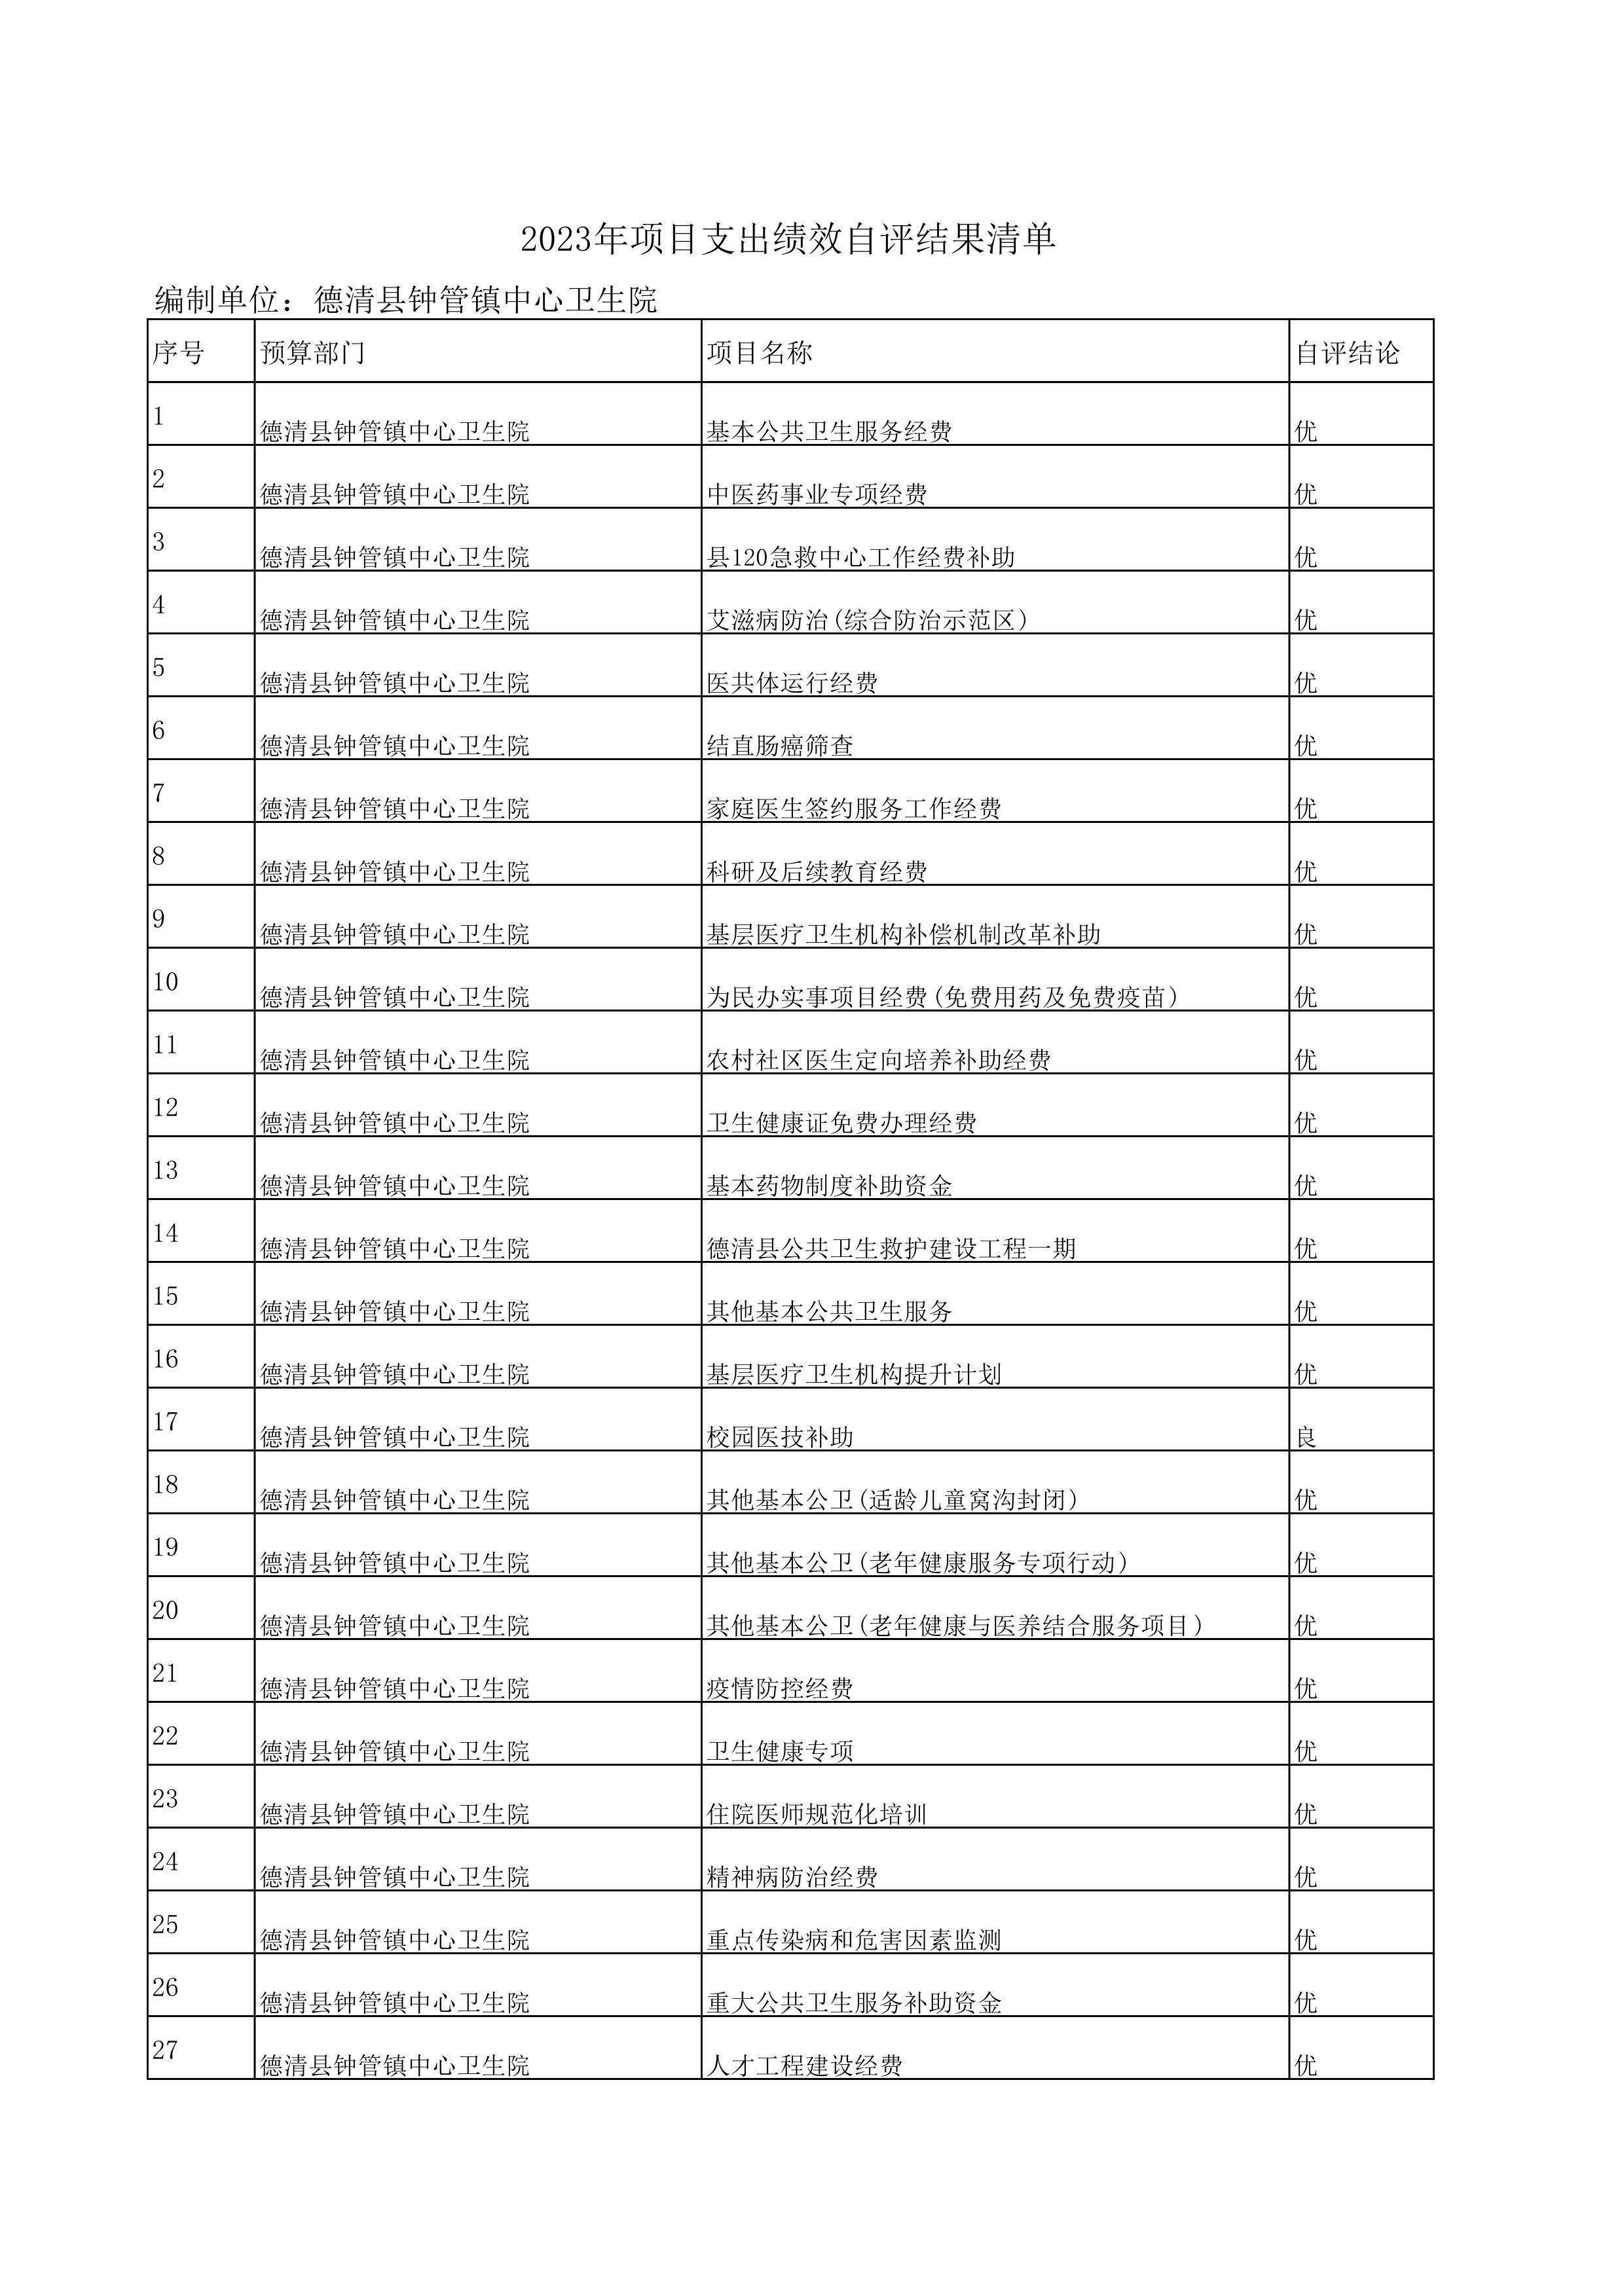 2023年项目支出绩效自评结果清单
编制单位：德清县钟管镇中心卫生院
序号 预算部门 项目名称 自评结论
1 德清县钟管镇中心卫生院 基本公共卫生服务经费 优
2 德清县钟管镇中心卫生院 中医药事业专项经费 优
3 德清县钟管镇中心卫生院 县120急救中心工作经费补助 优
4 德清县钟管镇中心卫生院 艾滋病防治(综合防治示范区) 优
5 德清县钟管镇中心卫生院 医共体运行经费 优
6 德清县钟管镇中心卫生院 结直肠癌筛查 优
7 德清县钟管镇中心卫生院 家庭医生签约服务工作经费 优
8 德清县钟管镇中心卫生院 科研及后续教育经费 优
9 德清县钟管镇中心卫生院 基层医疗卫生机构补偿机制改革补助 优
10 德清县钟管镇中心卫生院 为民办实事项目经费(免费用药及免费疫苗) 优
11 德清县钟管镇中心卫生院 农村社区医生定向培养补助经费 优
12 德清县钟管镇中心卫生院 卫生健康证免费办理经费 优
13 德清县钟管镇中心卫生院 基本药物制度补助资金 优
14 德清县钟管镇中心卫生院 德清县公共卫生救护建设工程一期 优
15 德清县钟管镇中心卫生院 其他基本公共卫生服务 优
16 德清县钟管镇中心卫生院 基层医疗卫生机构提升计划 优
17 德清县钟管镇中心卫生院 校园医技补助 良
18 德清县钟管镇中心卫生院 其他基本公卫(适龄儿童窝沟封闭) 优
19 德清县钟管镇中心卫生院 其他基本公卫(老年健康服务专项行动) 优
20 德清县钟管镇中心卫生院 其他基本公卫(老年健康与医养结合服务项目) 优
21 德清县钟管镇中心卫生院 疫情防控经费 优
22 德清县钟管镇中心卫生院 卫生健康专项 优
23 德清县钟管镇中心卫生院 住院医师规范化培训 优
24 德清县钟管镇中心卫生院 精神病防治经费 优
25 德清县钟管镇中心卫生院 重点传染病和危害因素监测 优
26 德清县钟管镇中心卫生院 重大公共卫生服务补助资金 优
27 德清县钟管镇中心卫生院 人才工程建设经费 优